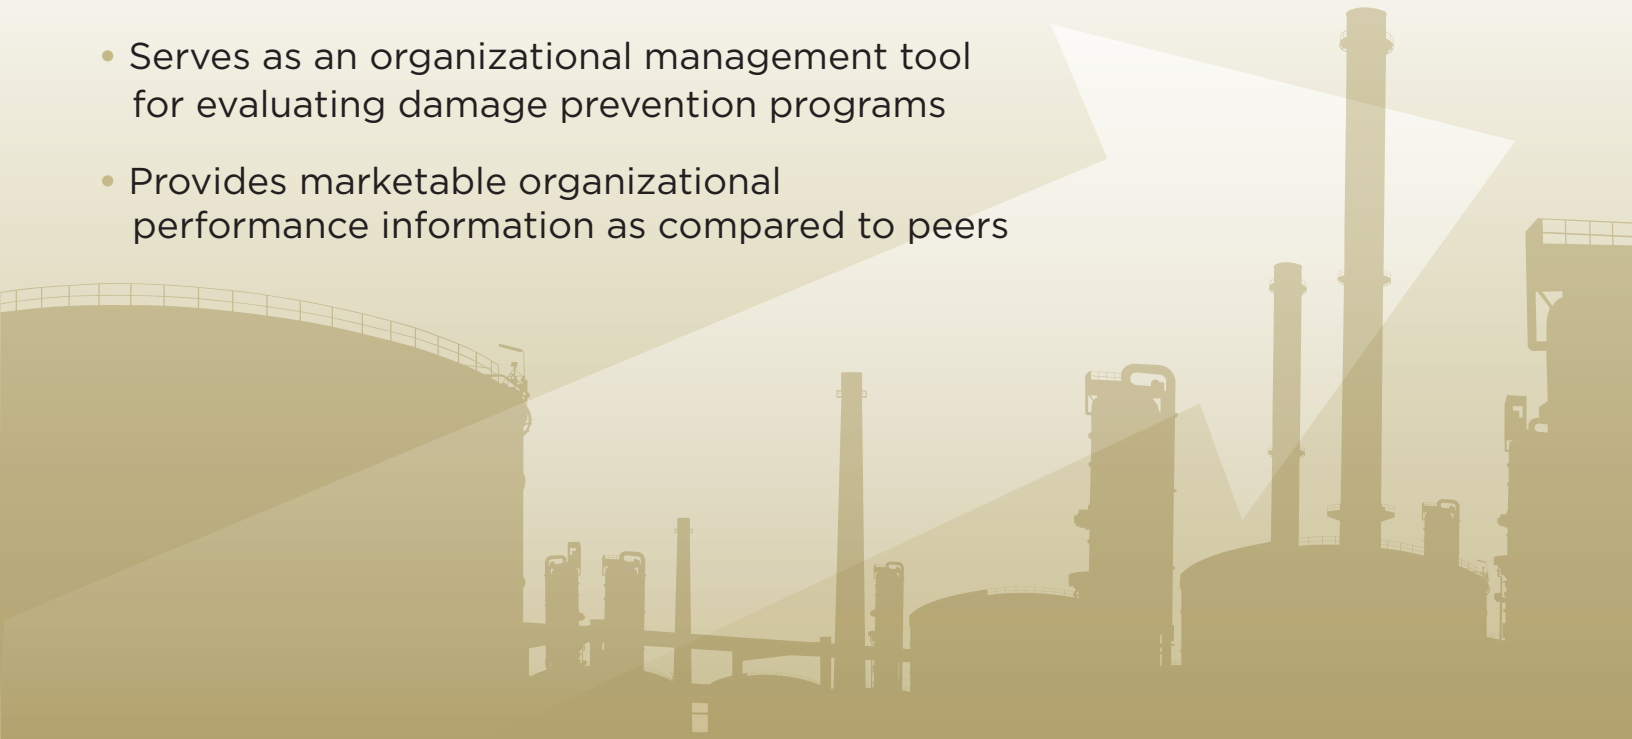 • Serves as an organizational management tool
for evaluating damage prevention programs
• Provides marketable organizational
performance information as compared to peers